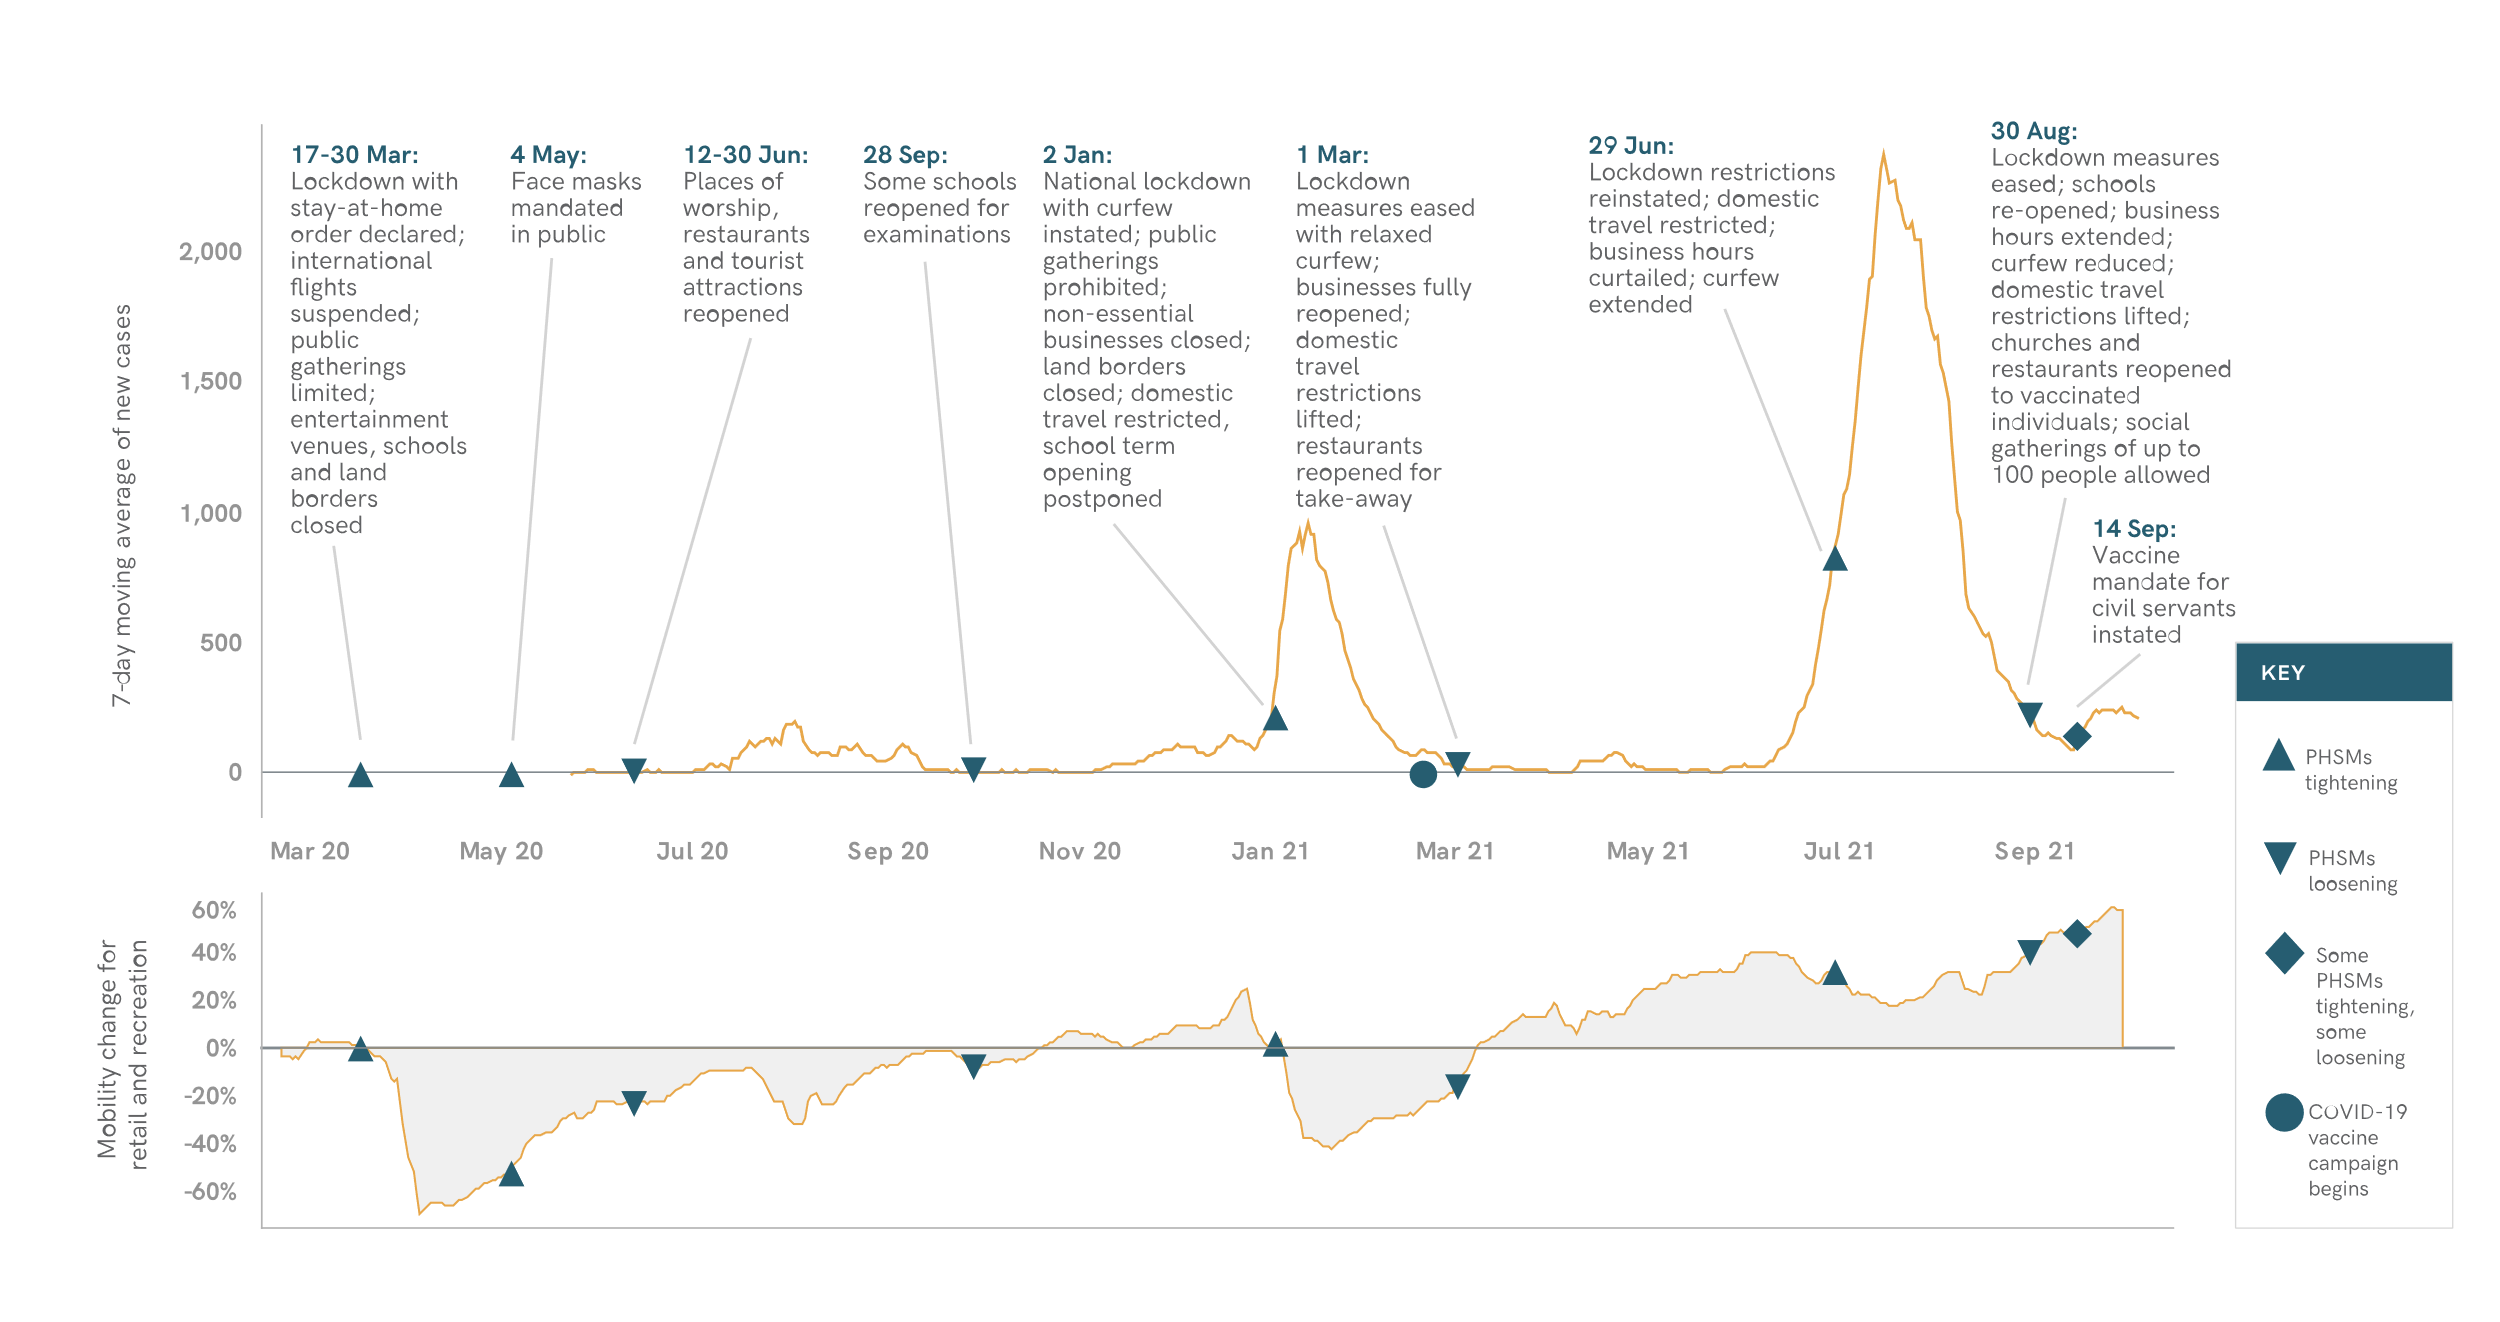 17-30 Mar:
Lockdown with
stay-at-home
order declared;
international
flights
suspended;
public
gatherings
limited;
entertainment
venues, schools
and land
borders
closed
4 May:
Face masks
mandated
in public
12-30 Jun:
Places of
worship,
restaurants
and tourist
attractions
reopened
28 Sep:
Some schools
reopened for
examinations
2 Jan:
National lockdown
with curfew
instated; public
gatherings
prohibited;
non-essential
businesses closed;
land borders
closed; domestic
travel restricted,
school term
opening
postponed
1 Mar:
Lockdown
measures eased
with relaxed
curfew;
businesses fully
reopened;
domestic
travel
restrictions
lifted;
restaurants
reopened for
take-away
29 Jun:
Lockdown restrictions
reinstated; domestic
travel restricted;
business hours
curtailed; curfew
extended
30 Aug:
Lockdown measures
eased; schools
re-opened; business
hours extended;
curfew reduced;
domestic travel
restrictions lifted;
churches and
restaurants reopened
to vaccinated
individuals; social
gatherings of up to
100 people allowed
14 Sep:
Vaccine
mandate for
civil servants
instated
7-day moving average of new cases
2,000
1,500
1,000
500
0
Mar 20
May 20
Jul 20
Sep 20
Nov 20
Jan 21
Mar 21
May 21
Jul 21
Sep 21
Mobility change for
retail and recreation
60%
40%
20%
0%
-20%
-40%
-60%
KEY
PHSMs
tightening
PHSMs
loosening
Some
PHSMs
tightening,
some
loosening
COVID-19
vaccine
campaign
begins